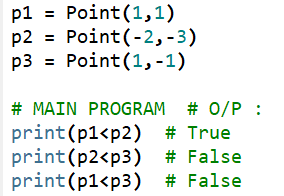 p1 = Point(1,1)
p2 = Point(-2,-3)
p3 = Point(1,-1)
# MAIN PROGRAM  # O/P :
print(p1<p2)  # True
print(p2<p3)  # False
print(p1<p3)  # False